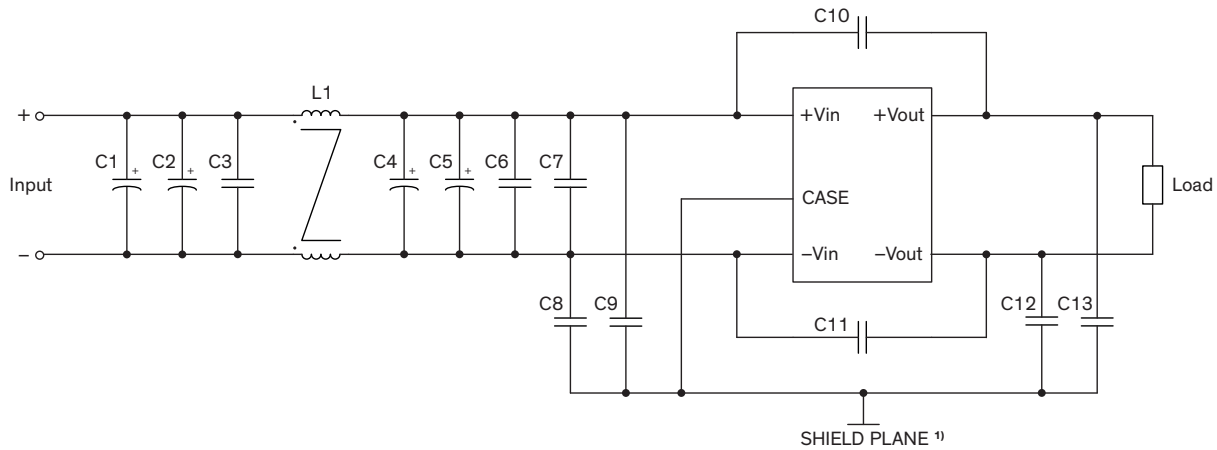 C10
L1
+ +Vin +Vout
C1 + C2 + C3 C4 + C5 + C6 C7
Input Load
CASE
– –Vin –Vout
C8 C9 C12 C13
C11
SHIELD PLANE 1)